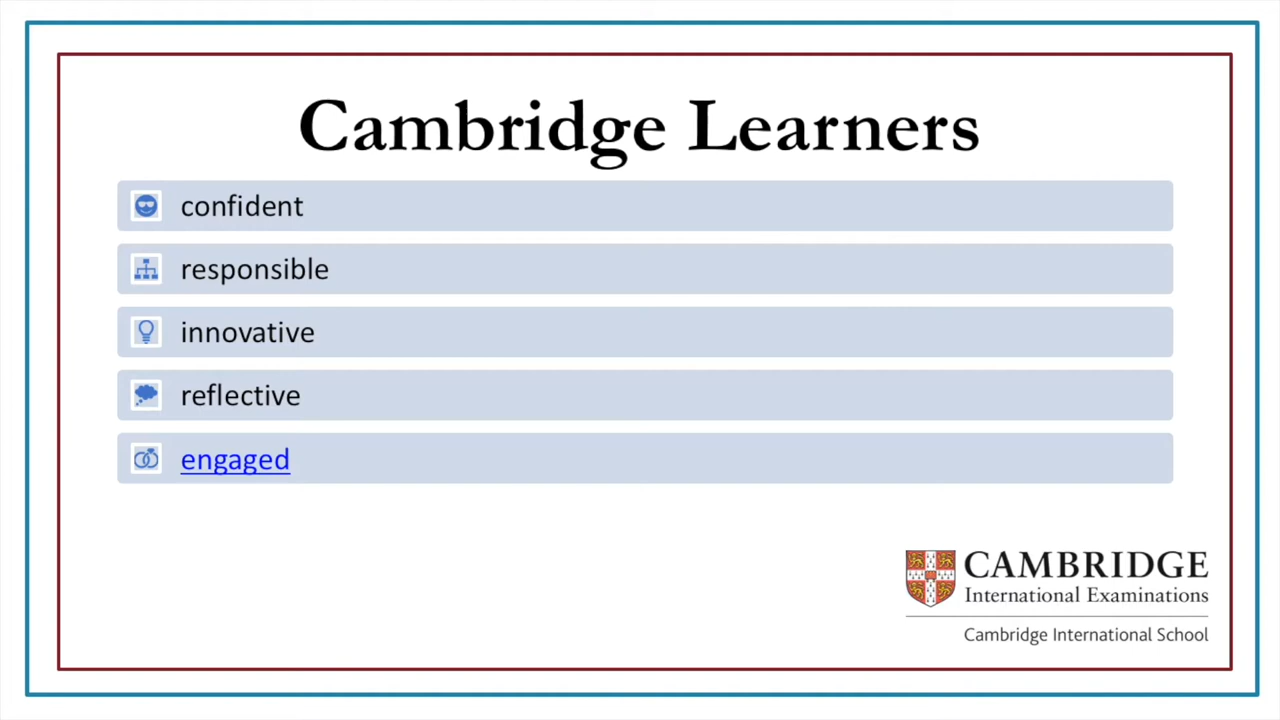 Cambridge Learners
confident
responsible
innovative
reflective
engaged
CAMBRIDGE
International Examinations
Cambridge International School